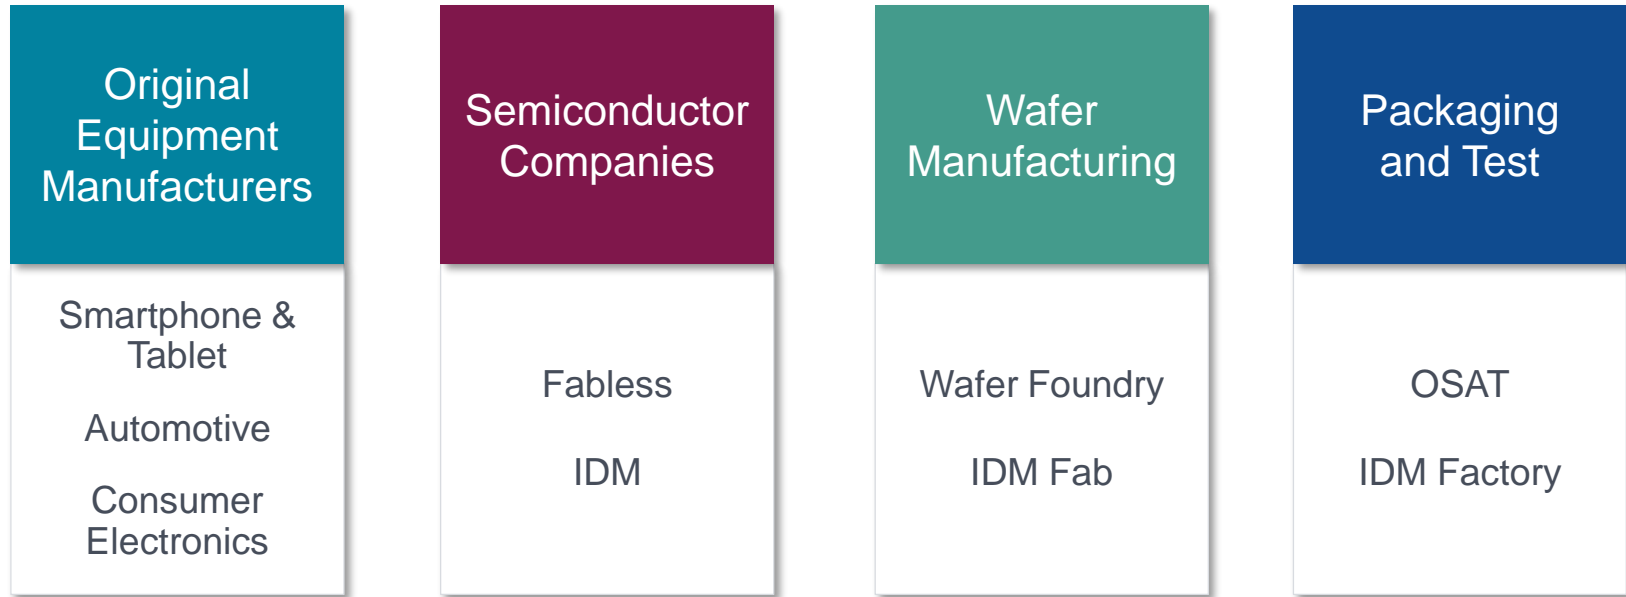 Original
Equipment
Manufacturers
Smartphone &
Tablet
Automotive
Consumer
Electronics
Semiconductor
Companies
Fabless
IDM
Wafer
Manufacturing
Wafer Foundry
IDM Fab
Packaging
and Test
OSAT
IDM Factory